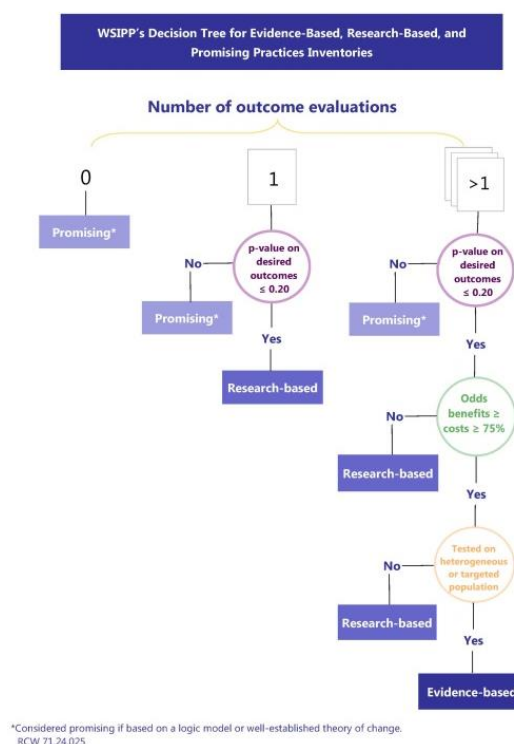 WSIPP's Decision Tree for Evidence-Based, Research-Based, and
Promising Practices Inventories
Number of outcome evaluations
0
1
>1
Promising*
p-value on
desired
outcomes
≤ 0.20
No
Promising*
Yes
Research-based
p-value on
desired
outcomes
≤ 0.20
No
Promising*
Yes
Odds
benefits ≥
costs ≥ 75%
No
Research-based
Yes
Tested on
heterogeneous
or targeted
population
No
Research-based
Yes
Evidence-based
*Considered promising if based on a logic model or well-established theory of change.
RCW 71.24.025